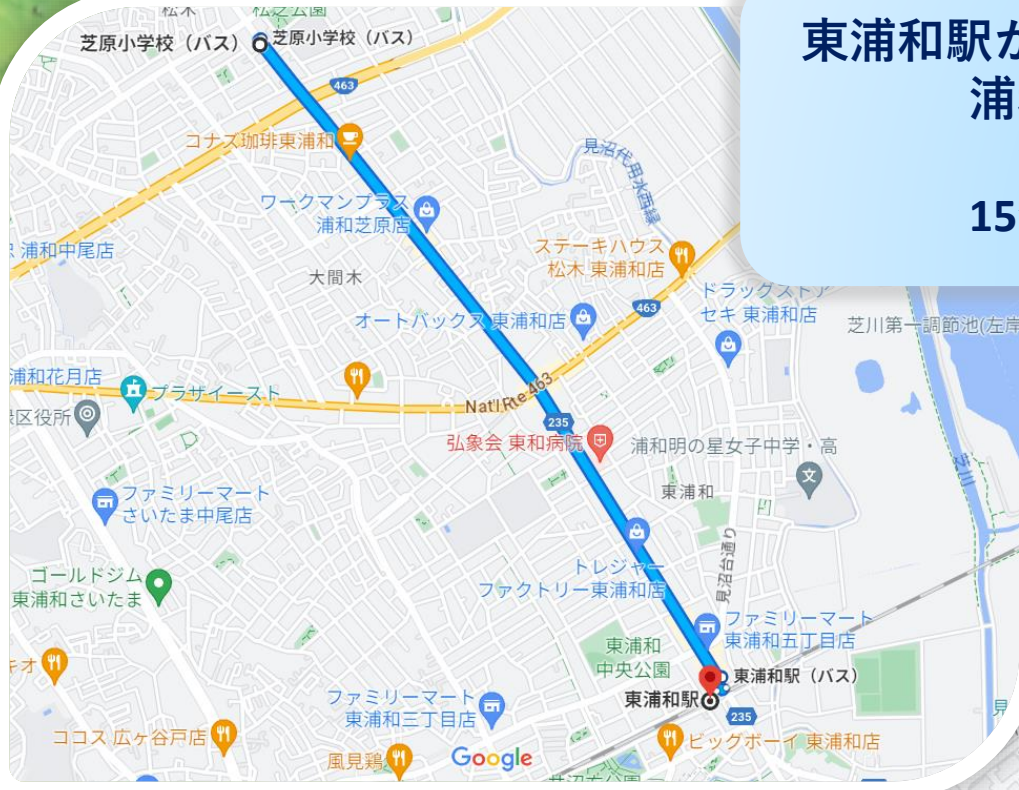 東浦和駅か
浦
15
松木
松芝公園
芝原小学校（バス）
芝原小学校（バス）
463
コナズ珈琲東浦和
見沼代用水西縁
ワークマンプラス
浦和芝原店
浦和中尾店
ステーキハウス
松木 東浦和店
大間木
ドラッグストア
セキ 東浦和店
463
オートバックス 東浦和店
芝川第一調節池(左岸
浦和花月店
プラザイースト
Nat'l Rte 463
区役所
235
弘象会 東和病院
浦和明の星女子中学・高
東浦和
芝川
ファミリーマート
さいたま中尾店
見沼台通り
トレジャー
ファクトリー東浦和店
ゴールドジム
東浦和さいたま
ファミリーマート
東浦和五丁目店
東浦和
中央公園
東浦和駅（バス）
東浦和駅
キオ
235
見
ファミリーマート
東浦和三丁目店
ココス 広ヶ谷戸店
ビッグボーイ 東浦和店
風見鶏
Google